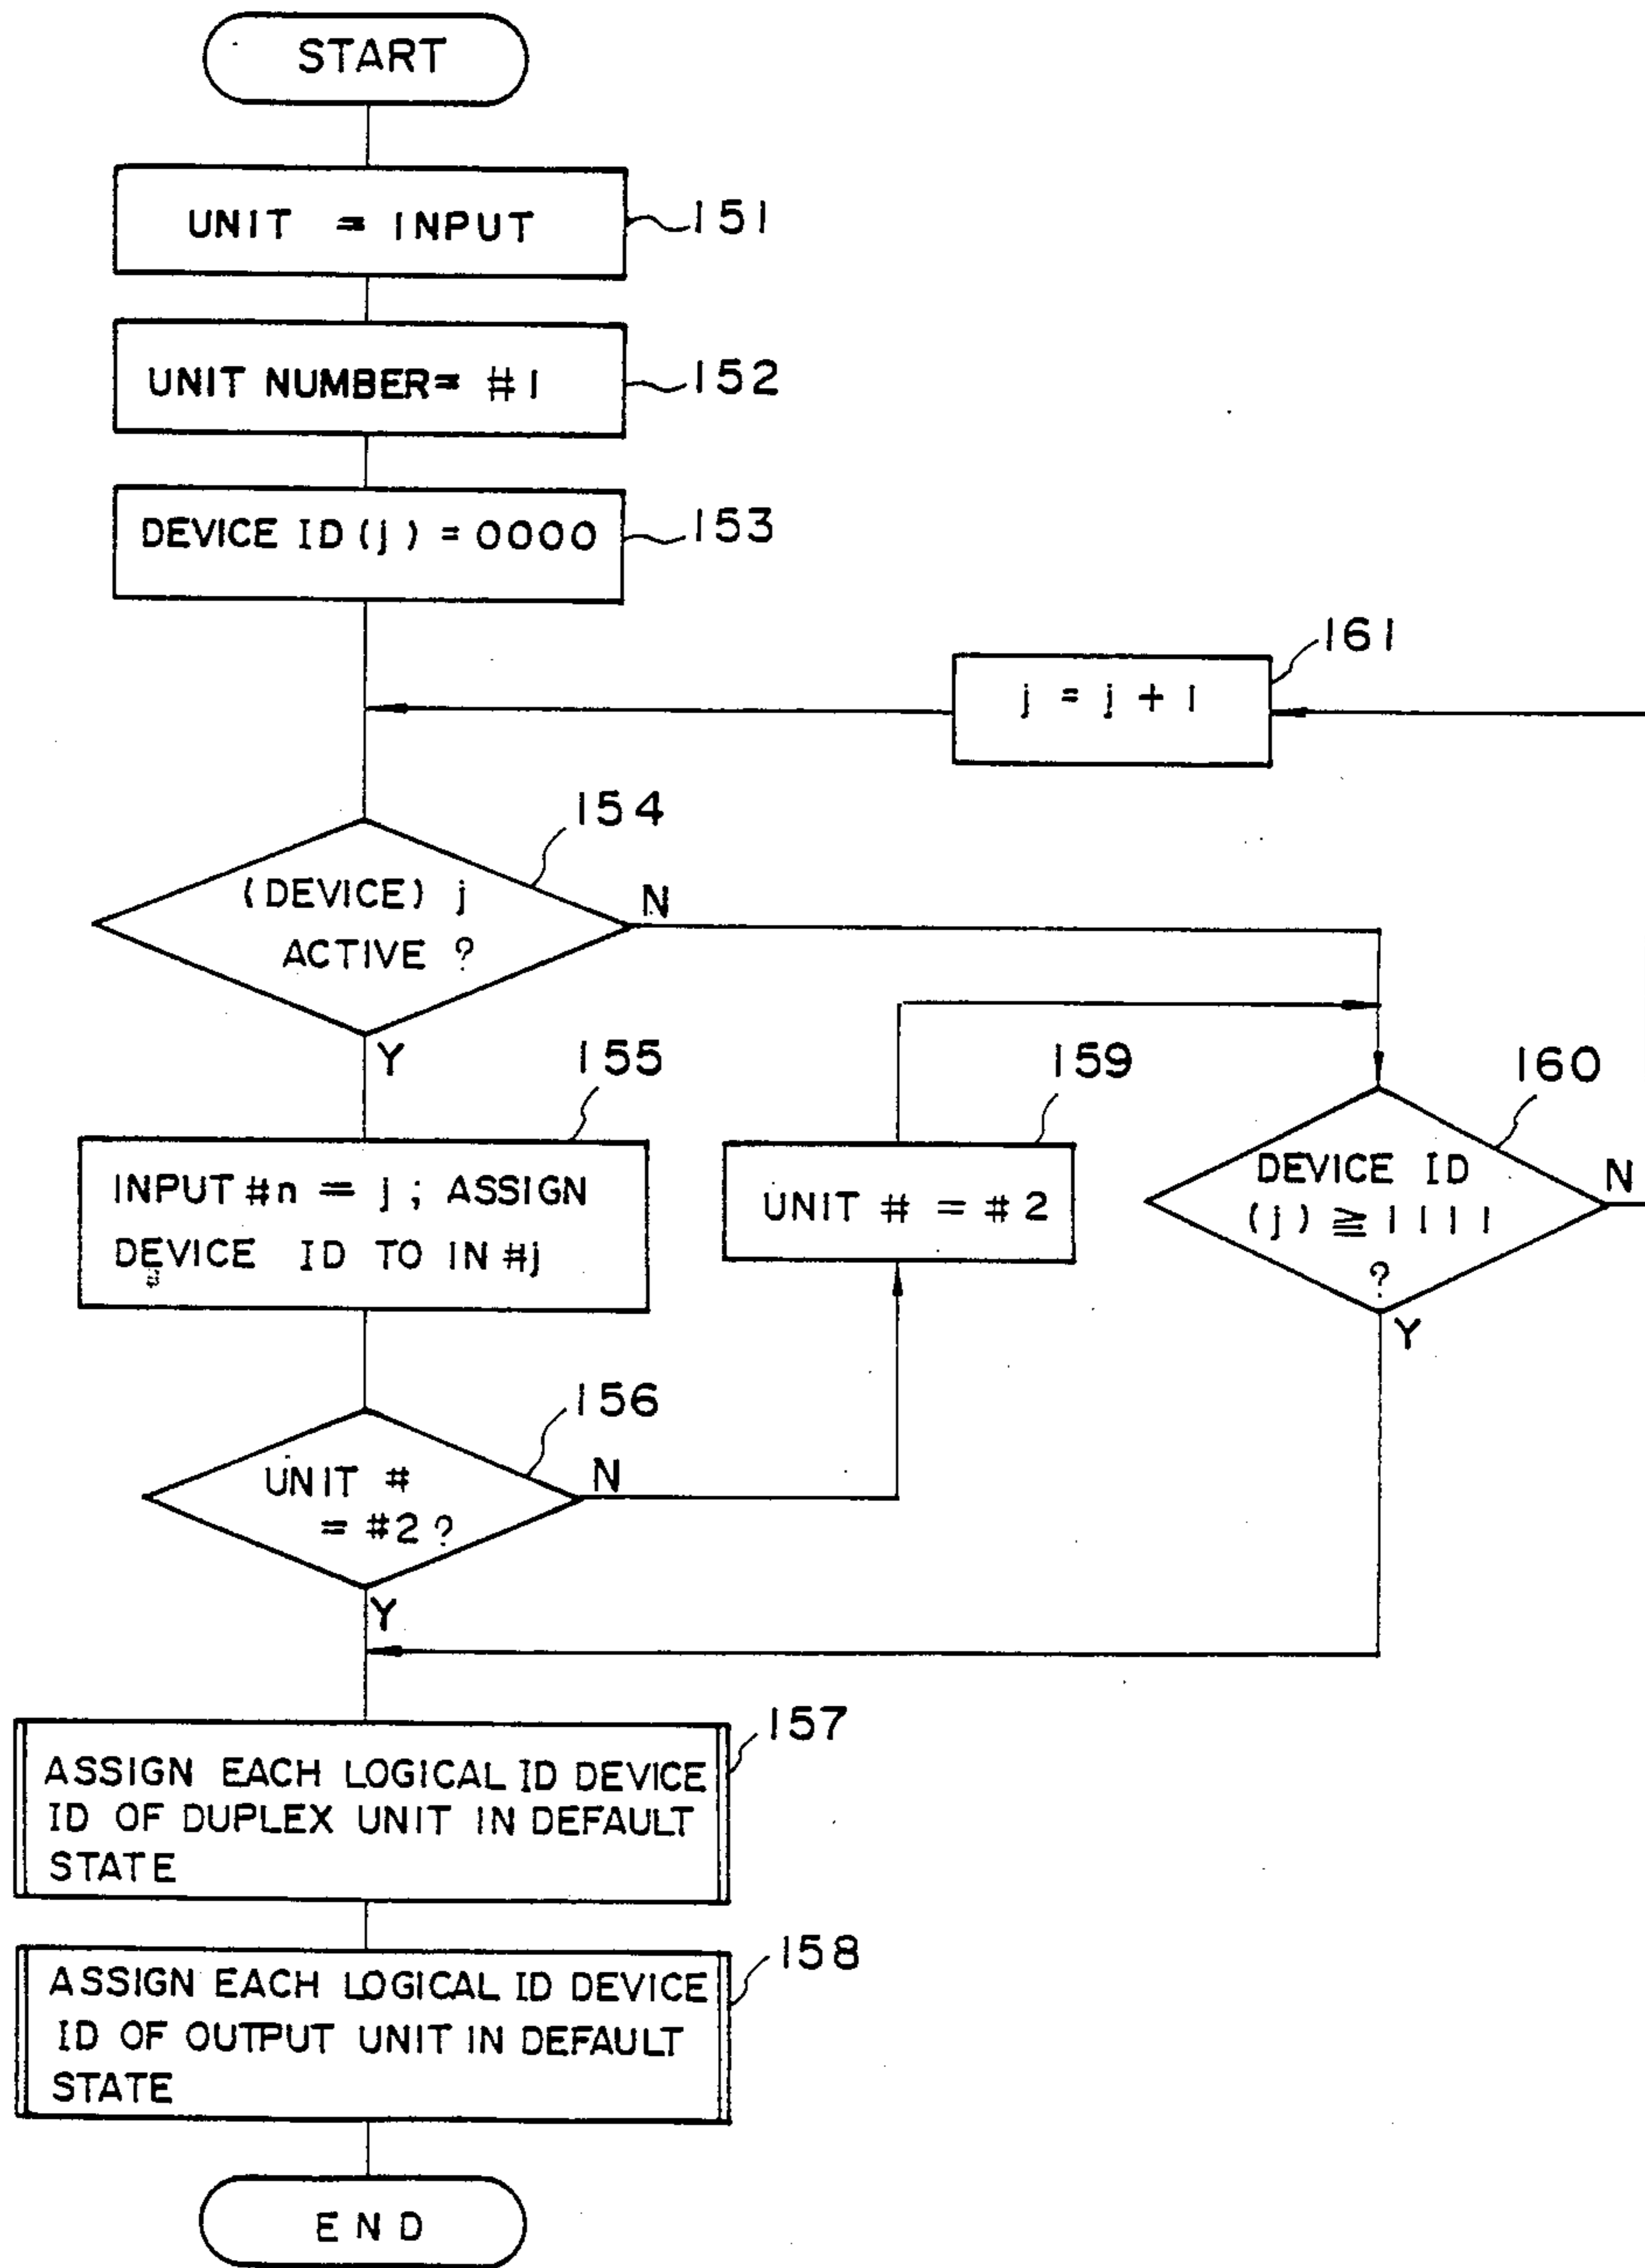 START
UNIT = INPUT
151
UNIT NUMBER = #1
152
DEVICE ID (j) = 0000
153
161
j = j + 1
154
(DEVICE) j
ACTIVE ?
N
Y
155
INPUT #n = j ; ASSIGN
DEVICE ID TO IN #j
159
UNIT # = #2
160
DEVICE ID
(j) ≧ 1111
?
N
Y
156
UNIT #
= #2 ?
N
Y
157
ASSIGN EACH LOGICAL ID DEVICE
ID OF DUPLEX UNIT IN DEFAULT
STATE
158
ASSIGN EACH LOGICAL ID DEVICE
ID OF OUTPUT UNIT IN DEFAULT
STATE
END